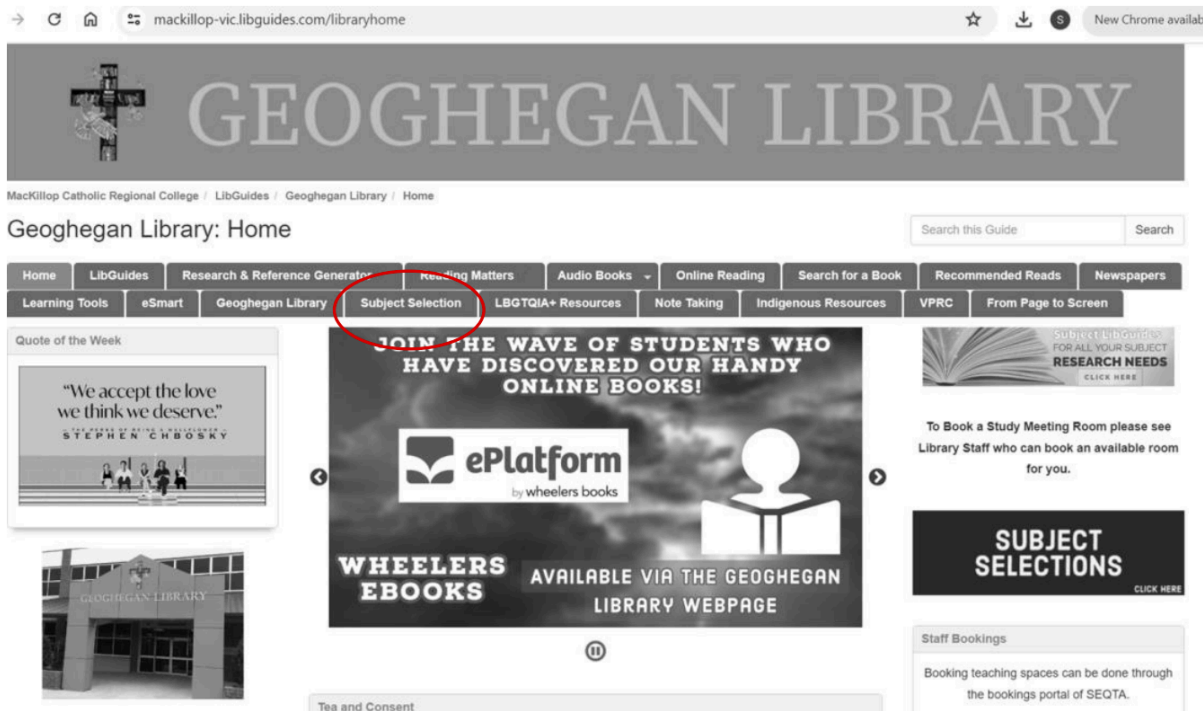 mackillop-vic.libguides.com/libraryhome
S
New Chrome availab
GEOGHEGAN LIBRARY
MacKillop Catholic Regional College / LibGuides / Geoghegan Library / Home
Geoghegan Library: Home
Search this Guide
Search
Home
LibGuides
Research & Reference Generator
Reading Matters
Audio Books
Online Reading
Search for a Book
Recommended Reads
Newspapers
Learning Tools
eSmart
Geoghegan Library
Subject Selection
LBGTQIA+ Resources
Note Taking
Indigenous Resources
VPRC
From Page to Screen
Quote of the Week
“We accept the love
we think we deserve.”
– THE PERKS OF BEING A WALLFLOWER –
STEPHEN CHBOSKY
GEOGHEGAN LIBRARY
JOIN THE WAVE OF STUDENTS WHO
HAVE DISCOVERED OUR HANDY
ONLINE BOOKS!
ePlatform
by wheelers books
WHEELERS
EBOOKS
AVAILABLE VIA THE GEOGHEGAN
LIBRARY WEBPAGE
Tea and Consent
Subject LibGuides
FOR ALL YOUR SUBJECT
RESEARCH NEEDS
CLICK HERE
To Book a Study Meeting Room please see
Library Staff who can book an available room
for you.
SUBJECT
SELECTIONS
CLICK HERE
Staff Bookings
Booking teaching spaces can be done through
the bookings portal of SEQTA.